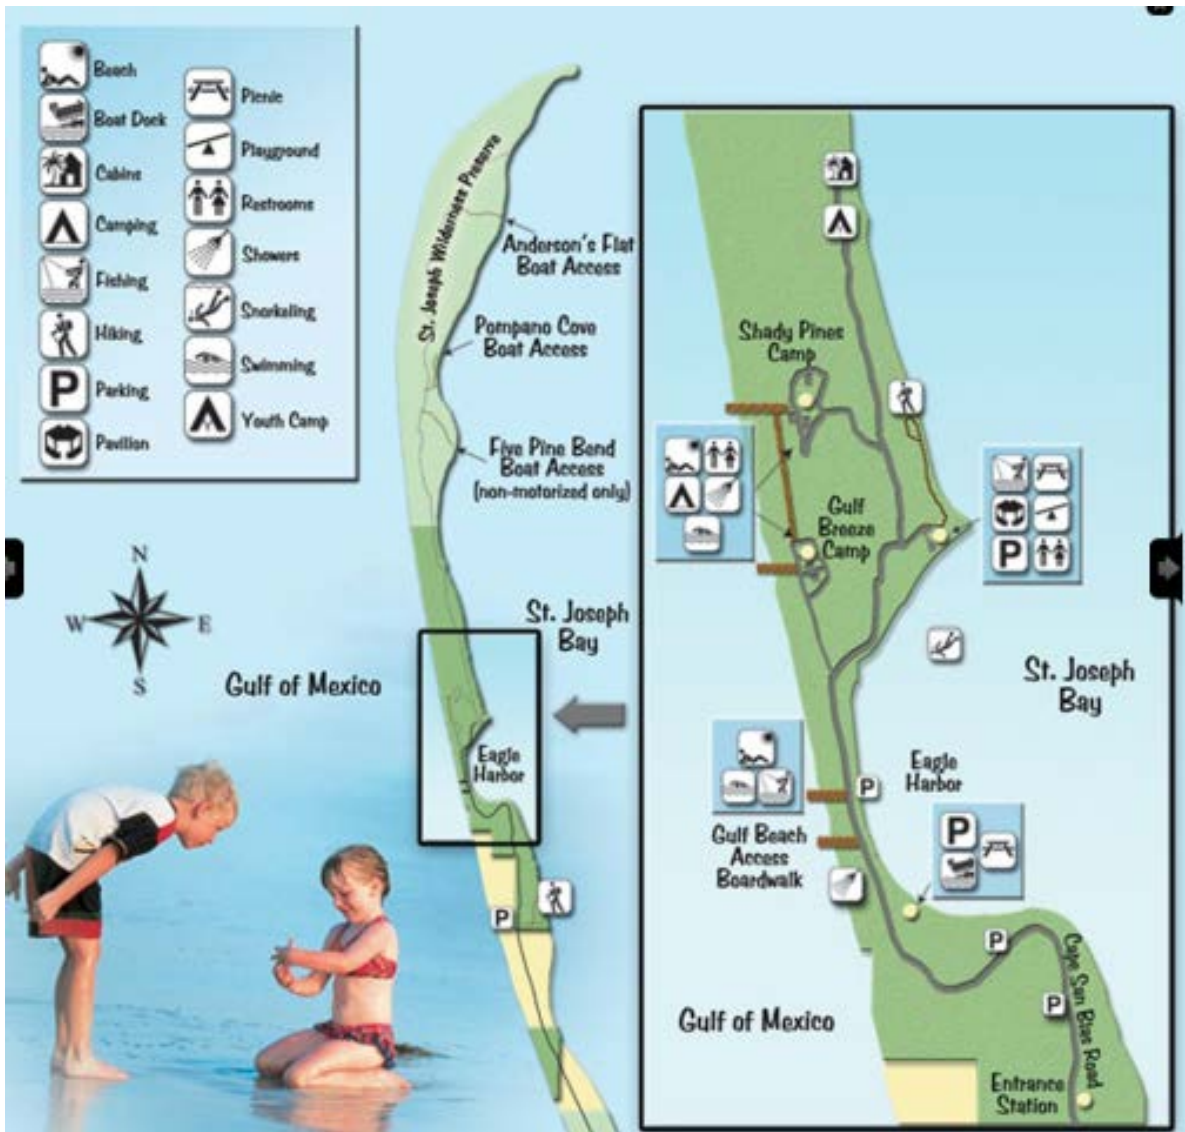 Beach
Boat Dock
Cabins
Camping
Fishing
Hiking
P
Parking
Pavilion
Picnic
Playground
Restrooms
Showers
Snorkeling
Swimming
Youth Camp
St. Joseph Wilderness Preserve
Anderson's Flat
Boat Access
Pompano Cove
Boat Access
Five Pine Bend
Boat Access
(non-motorized only)
N
W E
S
Gulf of Mexico
St. Joseph
Bay
Eagle
Harbor
P
Shady Pines
Camp
Gulf
Breeze
Camp
P
St. Joseph
Bay
Eagle
Harbor
P
P
Gulf Beach
Access
Boardwalk
P
P
Cape San Blas Road
Gulf of Mexico
Entrance
Station